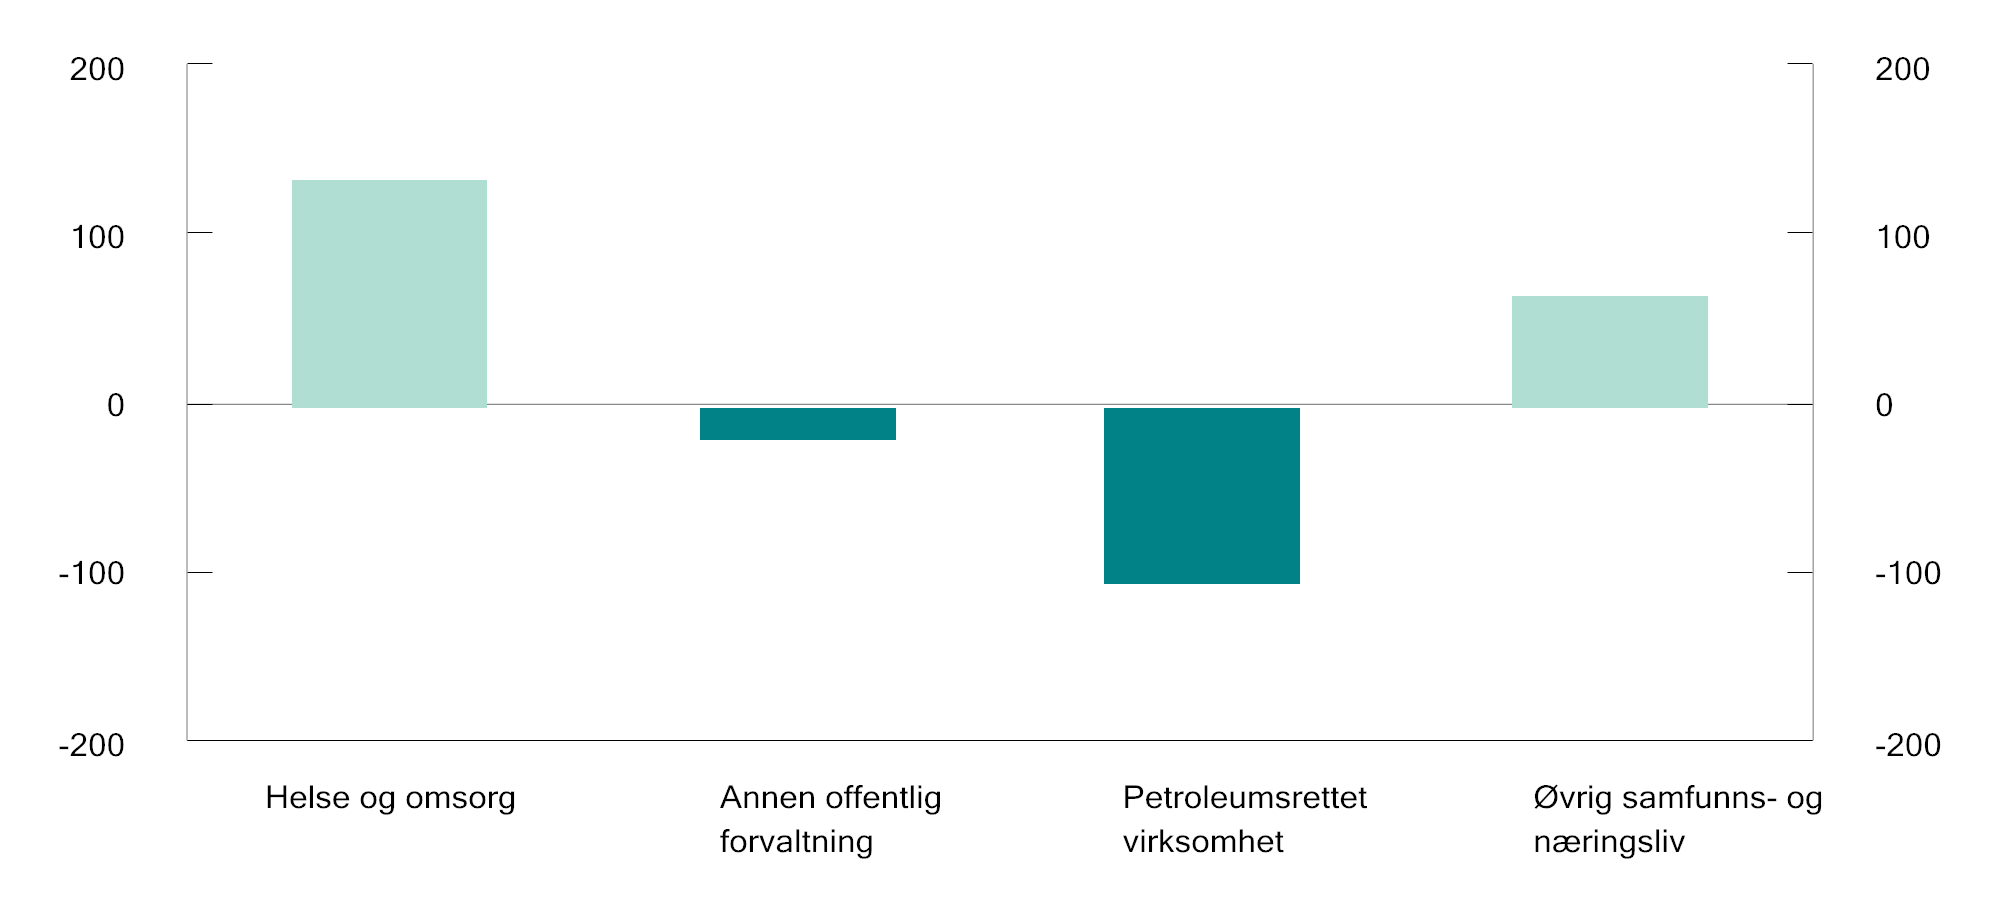 200 200
100 100
0 0
-100 -100
-200 -200
Helse og omsorg Annen offentlig Petroleumsrettet Øvrig samfunns- og
forvaltning virksomhet næringsliv